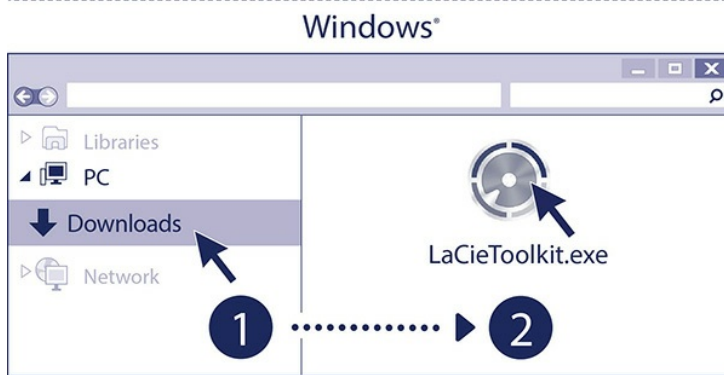 Windows®
Libraries
PC
Downloads
Network
LaCieToolkit.exe
1
2